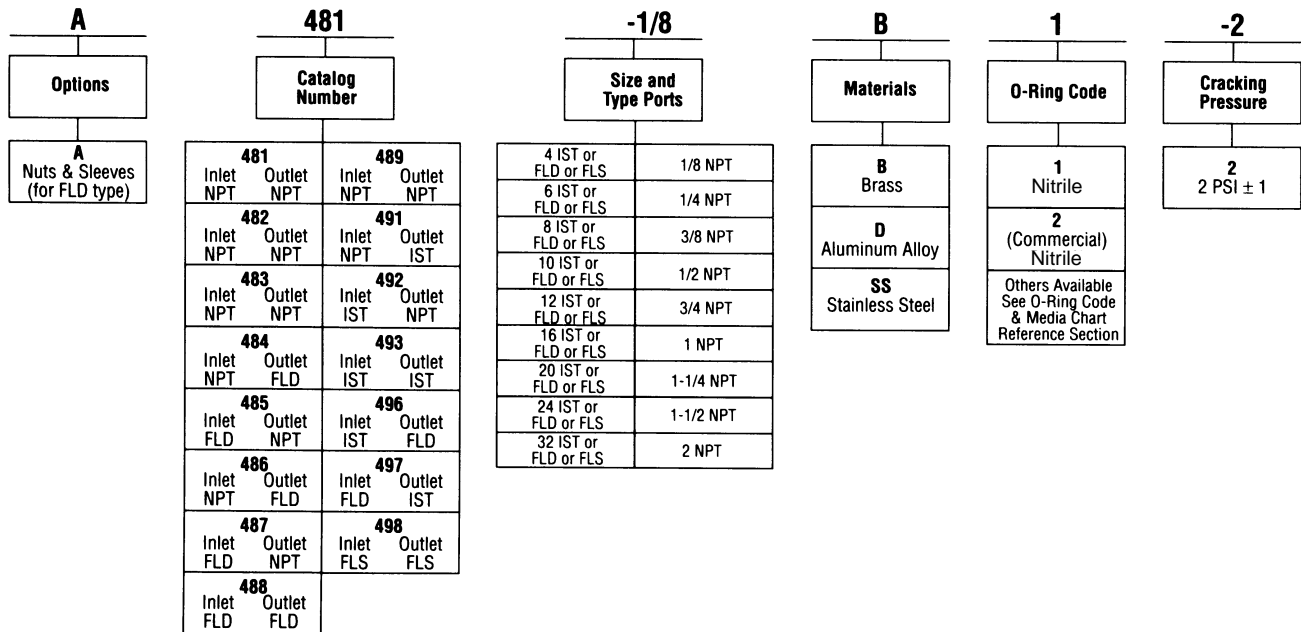 A 481 -1/8 B 1 -2
Options
Catalog
Number
Size and
Type Ports
Materials
O-Ring Code
Cracking
Pressure
A
Nuts & Sleeves
(for FLD type)
481
Inlet Outlet
NPT NPT
489
Inlet Outlet
NPT NPT
482
Inlet Outlet
NPT NPT
491
Inlet Outlet
NPT IST
483
Inlet Outlet
NPT NPT
492
Inlet Outlet
IST NPT
484
Inlet Outlet
NPT FLD
493
Inlet Outlet
IST IST
485
Inlet Outlet
FLD NPT
496
Inlet Outlet
IST FLD
486
Inlet Outlet
NPT FLD
497
Inlet Outlet
FLD IST
487
Inlet Outlet
FLD NPT
498
Inlet Outlet
FLS FLS
488
Inlet Outlet
FLD FLD
4 IST or
FLD or FLS
1/8 NPT
6 IST or
FLD or FLS
1/4 NPT
8 IST or
FLD or FLS
3/8 NPT
10 IST or
FLD or FLS
1/2 NPT
12 IST or
FLD or FLS
3/4 NPT
16 IST or
FLD or FLS
1 NPT
20 IST or
FLD or FLS
1-1/4 NPT
24 IST or
FLD or FLS
1-1/2 NPT
32 IST or
FLD or FLS
2 NPT
B
Brass
D
Aluminum Alloy
SS
Stainless Steel
1
Nitrile
2
(Commercial)
Nitrile
Others Available
See O-Ring Code
& Media Chart
Reference Section
2
2 PSI ± 1